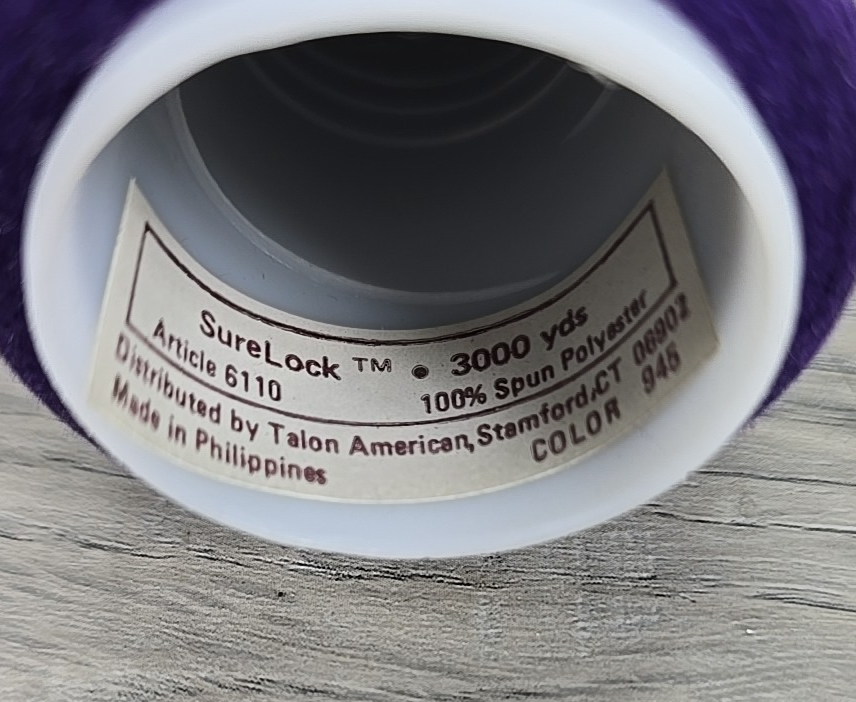 SureLock ™ • 3000 yds
Article 6110 100% Spun Polyester
Distributed by Talon American, Stamford, CT 06902
Made in Philippines COLOR 945